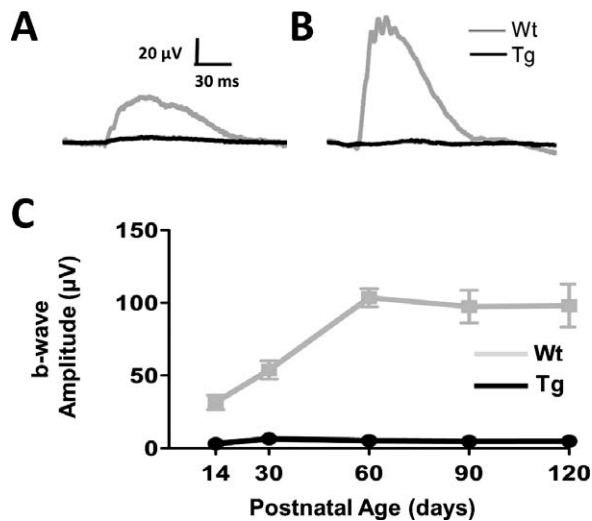 A
20 µV
30 ms
B
Wt
Tg
C
b-wave
Amplitude (µV)
150
100
50
0
Wt
Tg
14 30 60 90 120
Postnatal Age (days)